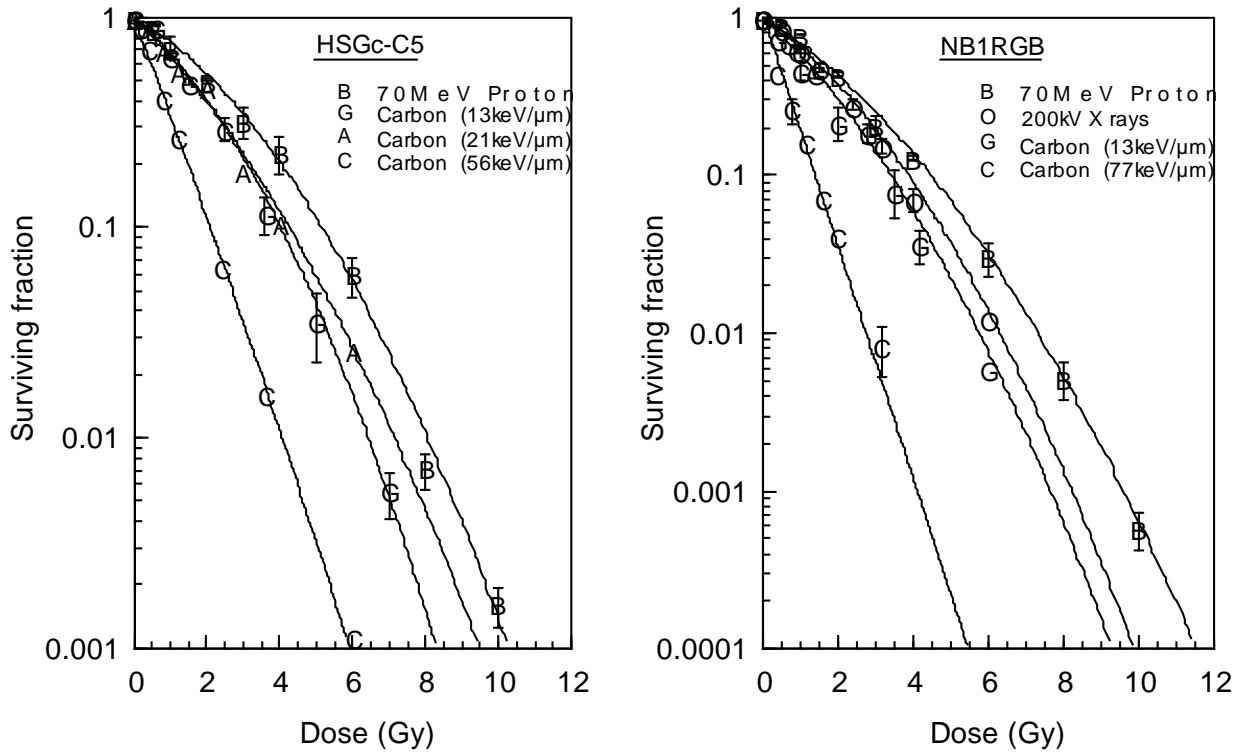 HSGc-C5
B 70MeV Proton
G Carbon (13keV/µm)
A Carbon (21keV/µm)
C Carbon (56keV/µm)
Surviving fraction
1
0.1
0.01
0.001
0 2 4 6 8 10 12
Dose (Gy)
NB1RGB
B 70MeV Proton
O 200kV X rays
G Carbon (13keV/µm)
C Carbon (77keV/µm)
Surviving fraction
1
0.1
0.01
0.001
0.0001
0 2 4 6 8 10 12
Dose (Gy)